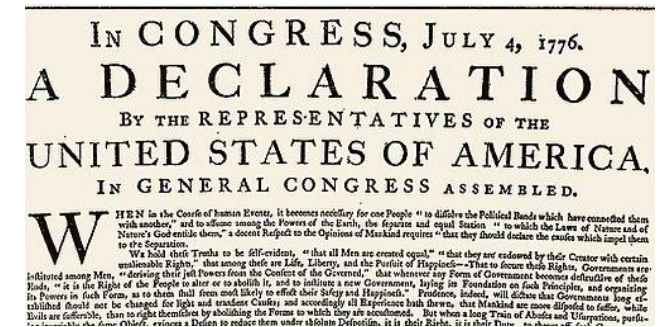 IN CONGRESS, JULY 4, 1776.
A DECLARATION
BY THE REPRESENTATIVES OF THE
UNITED STATES OF AMERICA,
IN GENERAL CONGRESS ASSEMBLED.
WHEN in the Course of human Events, it becomes necessary for one People “ to dissolve the Political Bands which have connected them
with another,” and to assume among the Powers of the Earth, the separate and equal Station “ to which the Laws of Nature and of
Nature's God entitle them,” a decent Respect to the Opinions of Mankind requires “ that they should declare the causes which impel them
to the Separation.
We hold these Truths to be self-evident, “that all Men are created equal,” “that they are endowed by their Creator with certain
unalienable Rights,” that among these are Life, Liberty, and the Pursuit of Happiness—That to secure these Rights, Governments are
instituted among Men, “deriving their just Powers from the Consent of the Governed,” that whenever any Form of Government becomes destructive of these
Ends, “it is the Right of the People to alter or to abolish it, and to institute a new Government, laying its Foundation on such Principles, and organizing
its Powers in such Form, as to them shall seem most likely to effect their Safety and Happiness.” Prudence, indeed, will dictate that Governments long es-
tablished should not be changed for light and transient Causes; and accordingly all Experience hath shewn, that Mankind are more disposed to suffer, while
Evils are sufferable, than to right themselves by abolishing the Forms to which they are accustomed. But when a long Train of Abuses and Usurpations, pursu-
the same Object, evinces a Design to reduce them under absolute Despotism, it is their Right, it is their Duty, to